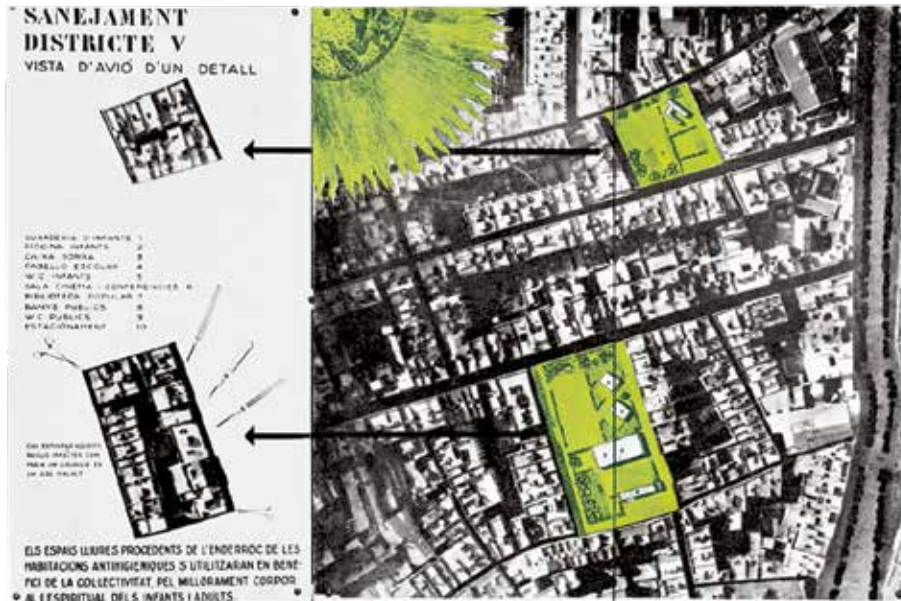 SANEJAMENT
DISTRICTE V
VISTA D'AVIÓ D'UN DETALL
GUARDERIA D'INFANTS 1
PISCINA INFANTS 2
CAIXA SORRA 3
PABELLÓ ESCOLAR 4
W.C. INFANTS 5
SALA CINEMA I CONFERENCIES 6
BIBLIOTECA POPULAR 7
BANYS PUBLICS 8
W.C. PUBLICS 9
ESTACIONAMENT 10
ELS ESPAIS LLIURES PROCEDENTS DE L'ENDERROC DE LES
HABITACIONS ANTIHIGIENIQUES S'UTILITZARAN EN BENE-
FICI DE LA COLLECTIVITAT, PEL MILLORAMENT CORPOR-
AL I ESPIRITUAL DELS INFANTS I ADULTS.